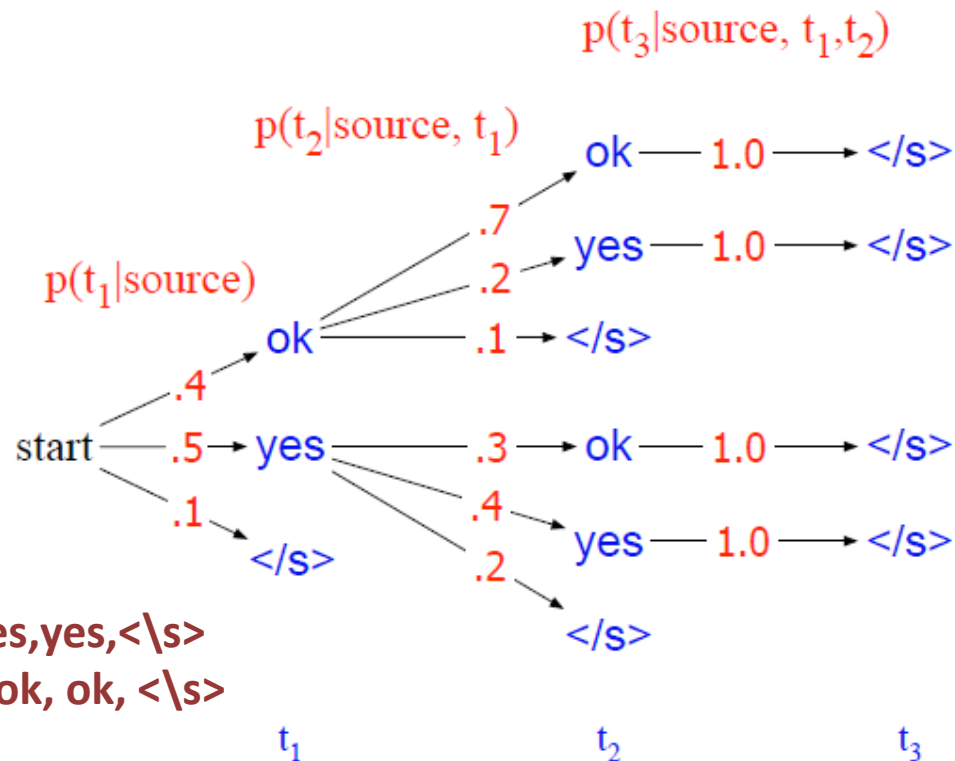 p(t3|source, t1,t2)
p(t2|source, t1)
ok 1.0 </s>
.7
yes 1.0 </s>
p(t1|source)
.2
ok .1 </s>
.4
start .5 yes .3 ok 1.0 </s>
.1
.4
</s>
yes 1.0 </s>
.2
</s>
es,yes,<\s>
ok, ok, <\s>
t1 t2 t3